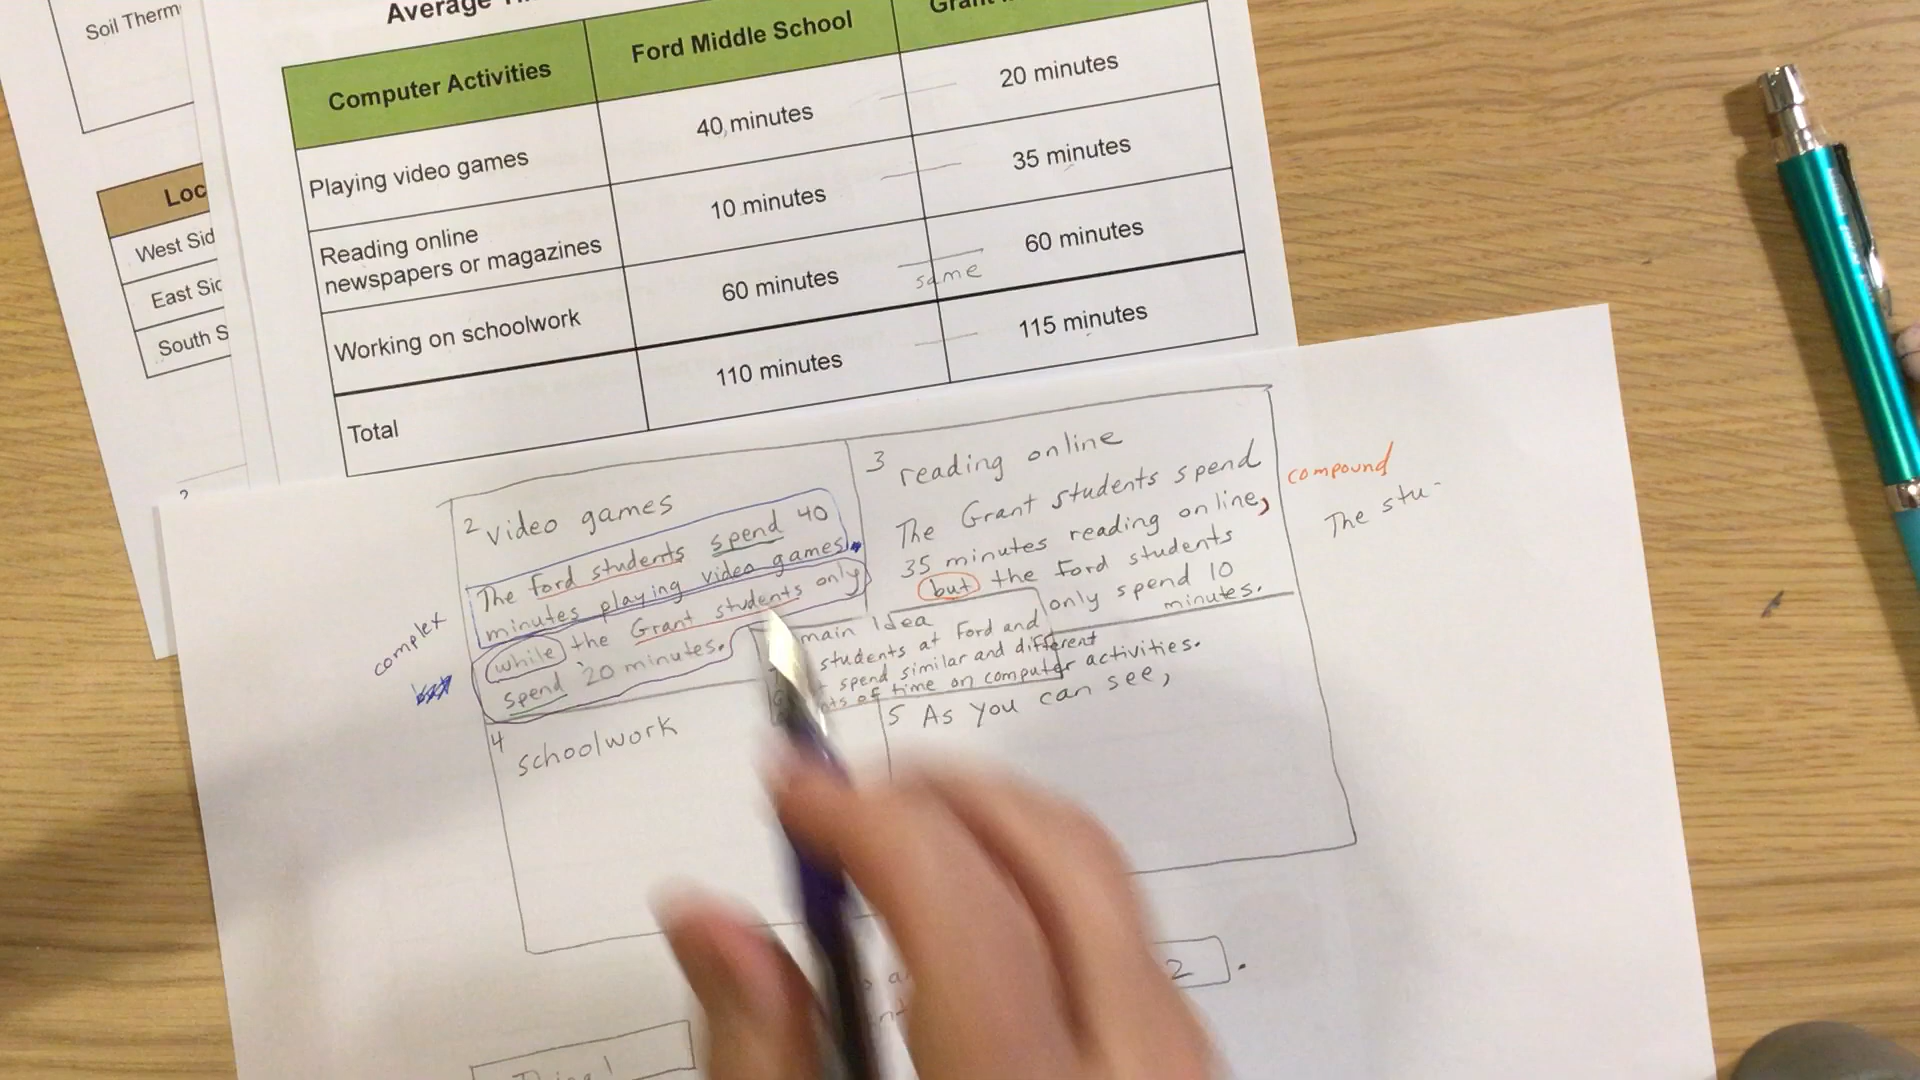 Soil Therm
Average
Computer Activities
Ford Middle School
Playing video games
40 minutes
20 minutes
Reading online
newspapers or magazines
10 minutes
35 minutes
Working on schoolwork
60 minutes
same
60 minutes
Total
110 minutes
115 minutes
Loc
West Sid
East Sid
South S
?
2 video games
The Ford students spend 40
minutes playing video games.
while the Grant students only
spend 20 minutes.
complex
3 reading online
The Grant students spend
35 minutes reading online,
but the Ford students
only spend 10
minutes.
compound
The stu-
main Idea
students at Ford and
spend similar and different
of time on computer activities.
4 schoolwork
5 As you can see,
2 .